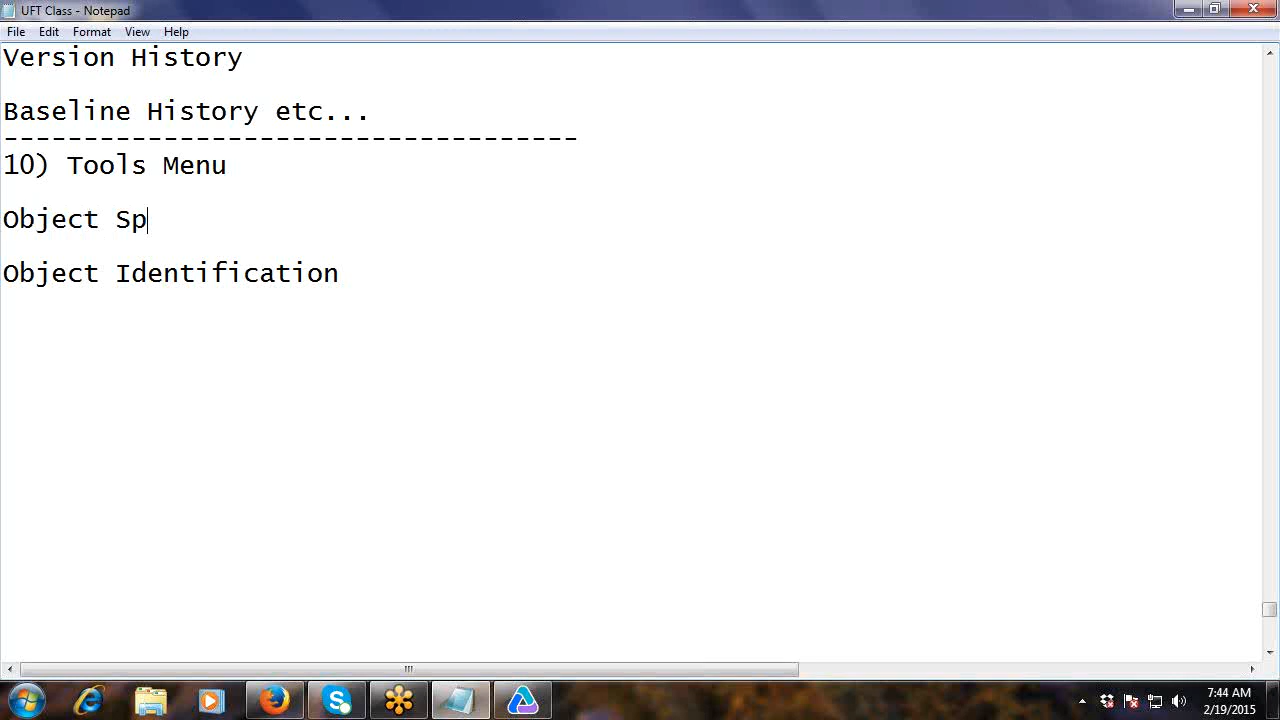 UFT Class - Notepad
File Edit Format View Help
Version History
Baseline History etc...
------------------------------------
10) Tools Menu
Object Sp
Object Identification
7:44 AM
2/19/2015